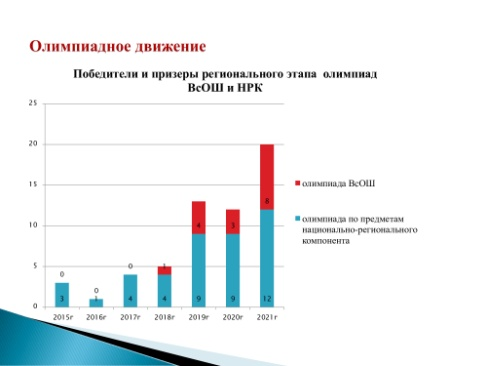 Олимпиадное движение
Победители и призеры регионального этапа олимпиад
ВсОШ и НРК
25
20
15
10
5
0
0
0
0
1
4
3
8
3
1
4
4
9
9
12
2015г 2016г 2017г 2018г 2019г 2020г 2021г
олимпиада ВсОШ
олимпиада по предметам
национально-регионального
компонента